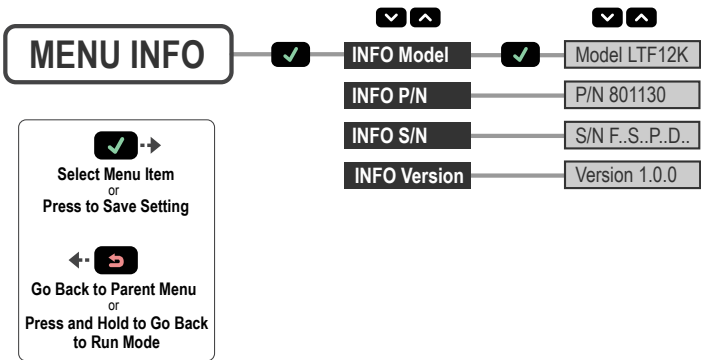 MENU INFO
INFO Model
Model LTF12K
INFO P/N
P/N 801130
INFO S/N
S/N F..S..P..D..
INFO Version
Version 1.0.0
Select Menu Item
or
Press to Save Setting
Go Back to Parent Menu
or
Press and Hold to Go Back
to Run Mode